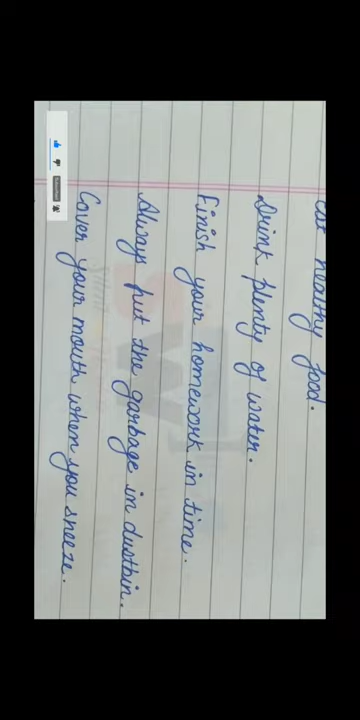 Eat healthy food.
Drink plenty of water.
Finish your homework in time.
Always put the garbage in dustbin.
Cover your mouth when you sneeze.